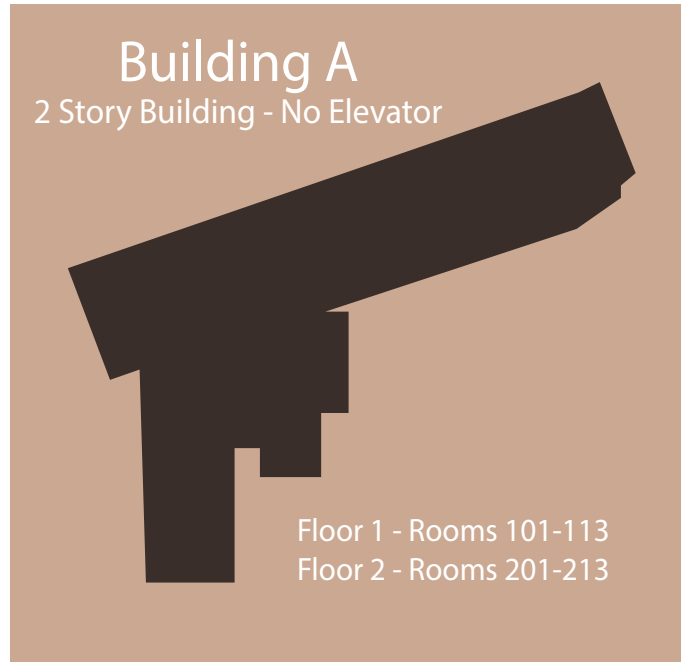 Building A
2 Story Building - No Elevator
Floor 1 - Rooms 101-113
Floor 2 - Rooms 201-213